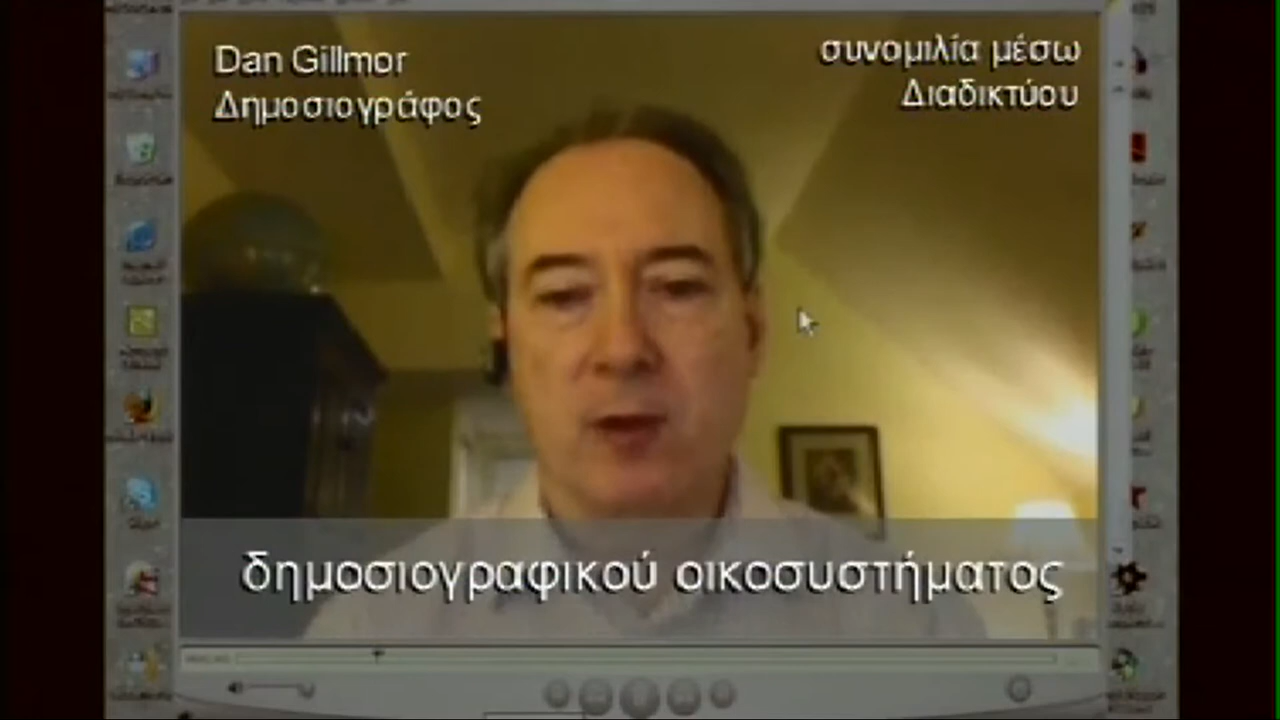 Dan Gillmor
Δημοσιογράφος
συνομιλία μέσω
Διαδικτύου
δημοσιογραφικού οικοσυστήματος